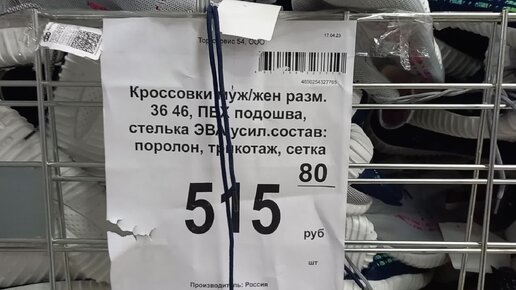 Торгсервис 54, ООО
17.04.23
4630254327765
Кроссовки муж/жен разм.
36 46, ПВХ подошва,
стелька ЭВА усил.состав:
поролон, трикотаж, сетка
515 80
руб
шт
Производитель: Россия